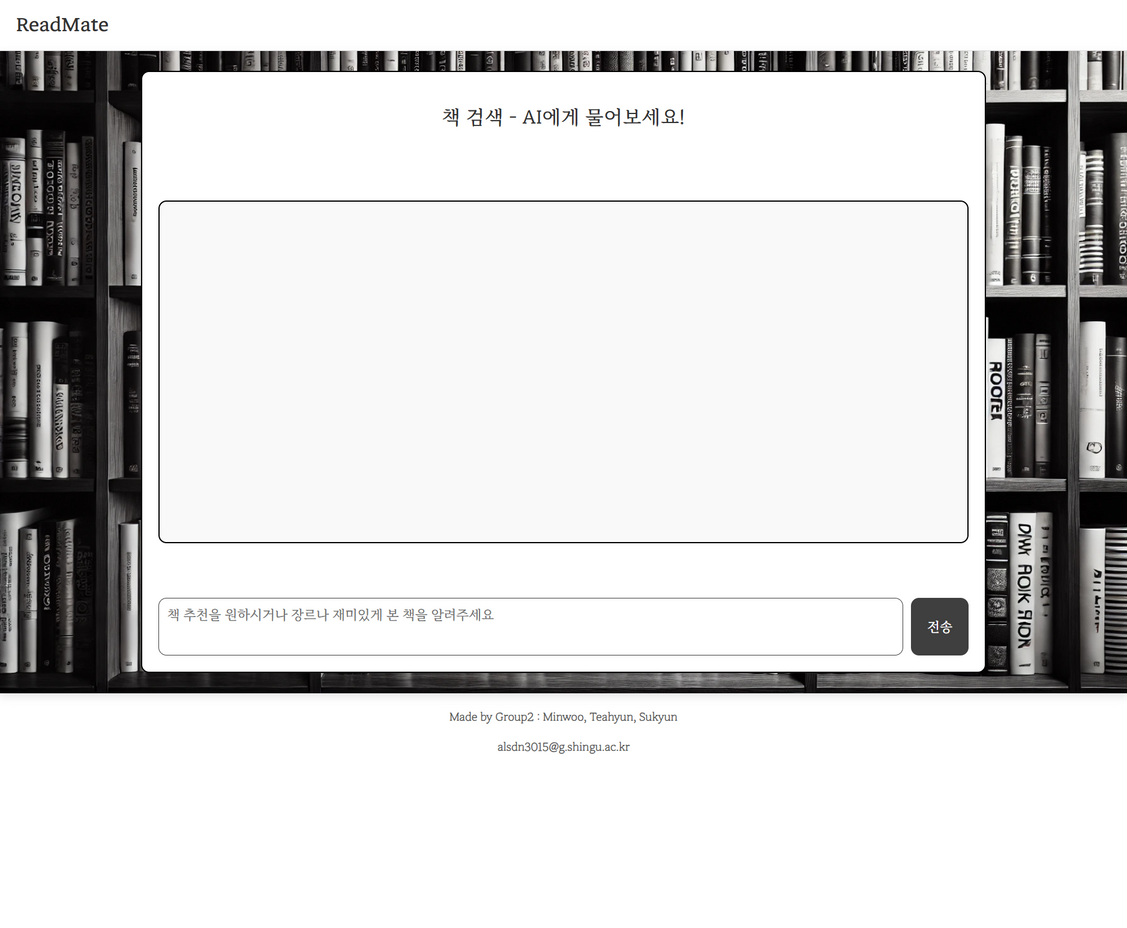 ReadMate
책 검색 - AI에게 물어보세요!
책 추천을 원하시거나 장르나 재미있게 본 책을 알려주세요
전송
Made by Group2 : Minwoo, Teahyun, Sukyun
alsdn3015@g.shingu.ac.kr